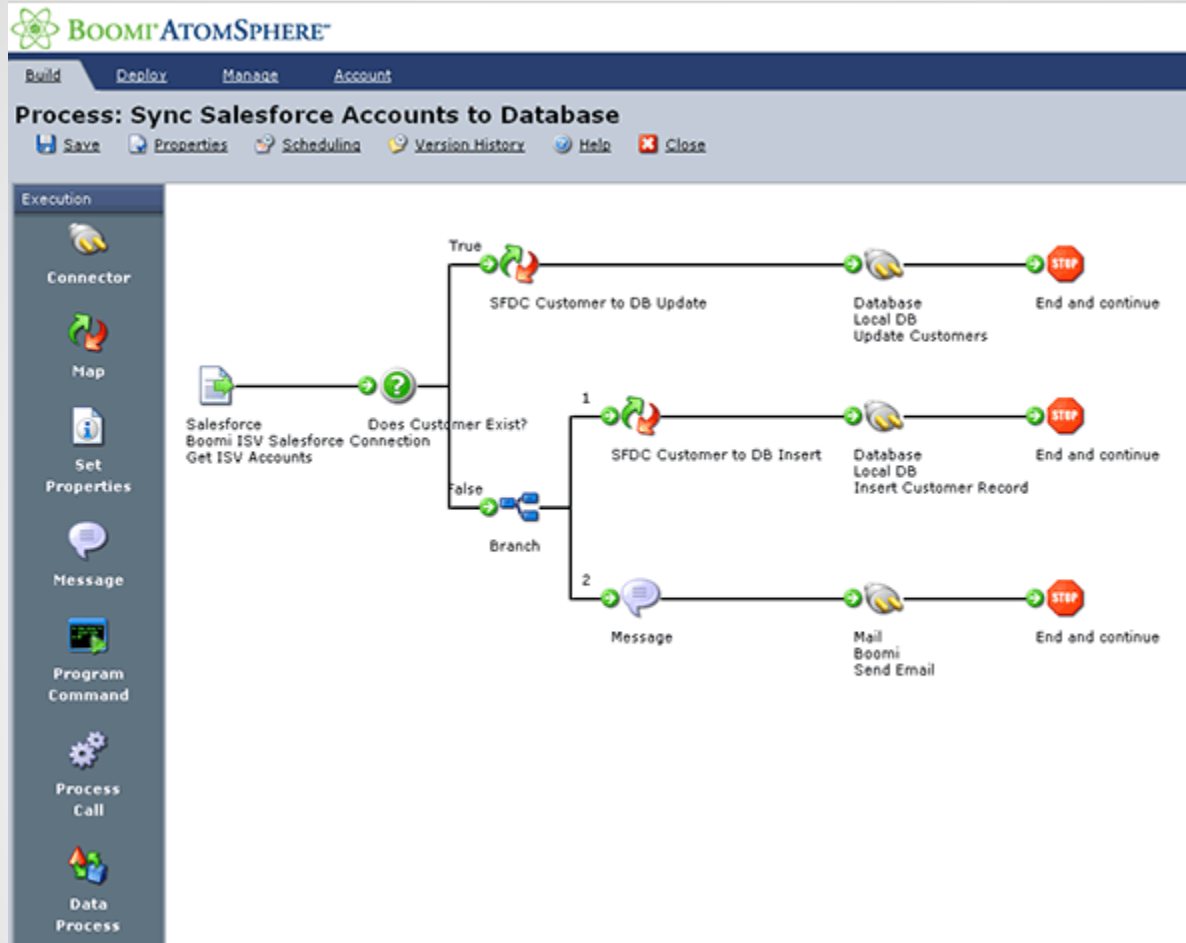 BOOMI® ATOMSPHERE™
Build Deploy Manage Account
Process: Sync Salesforce Accounts to Database
Save Properties Scheduling Version History Help Close
Execution
Connector
Map
Set
Properties
Message
Program
Command
Process
Call
Data
Process
Salesforce
Boomi ISV Salesforce Connection
Get ISV Accounts
Does Customer Exist?
True
SFDC Customer to DB Update
Database
Local DB
Update Customers
STOP
End and continue
False
Branch
1
SFDC Customer to DB Insert
Database
Local DB
Insert Customer Record
STOP
End and continue
2
Message
Mail
Boomi
Send Email
STOP
End and continue